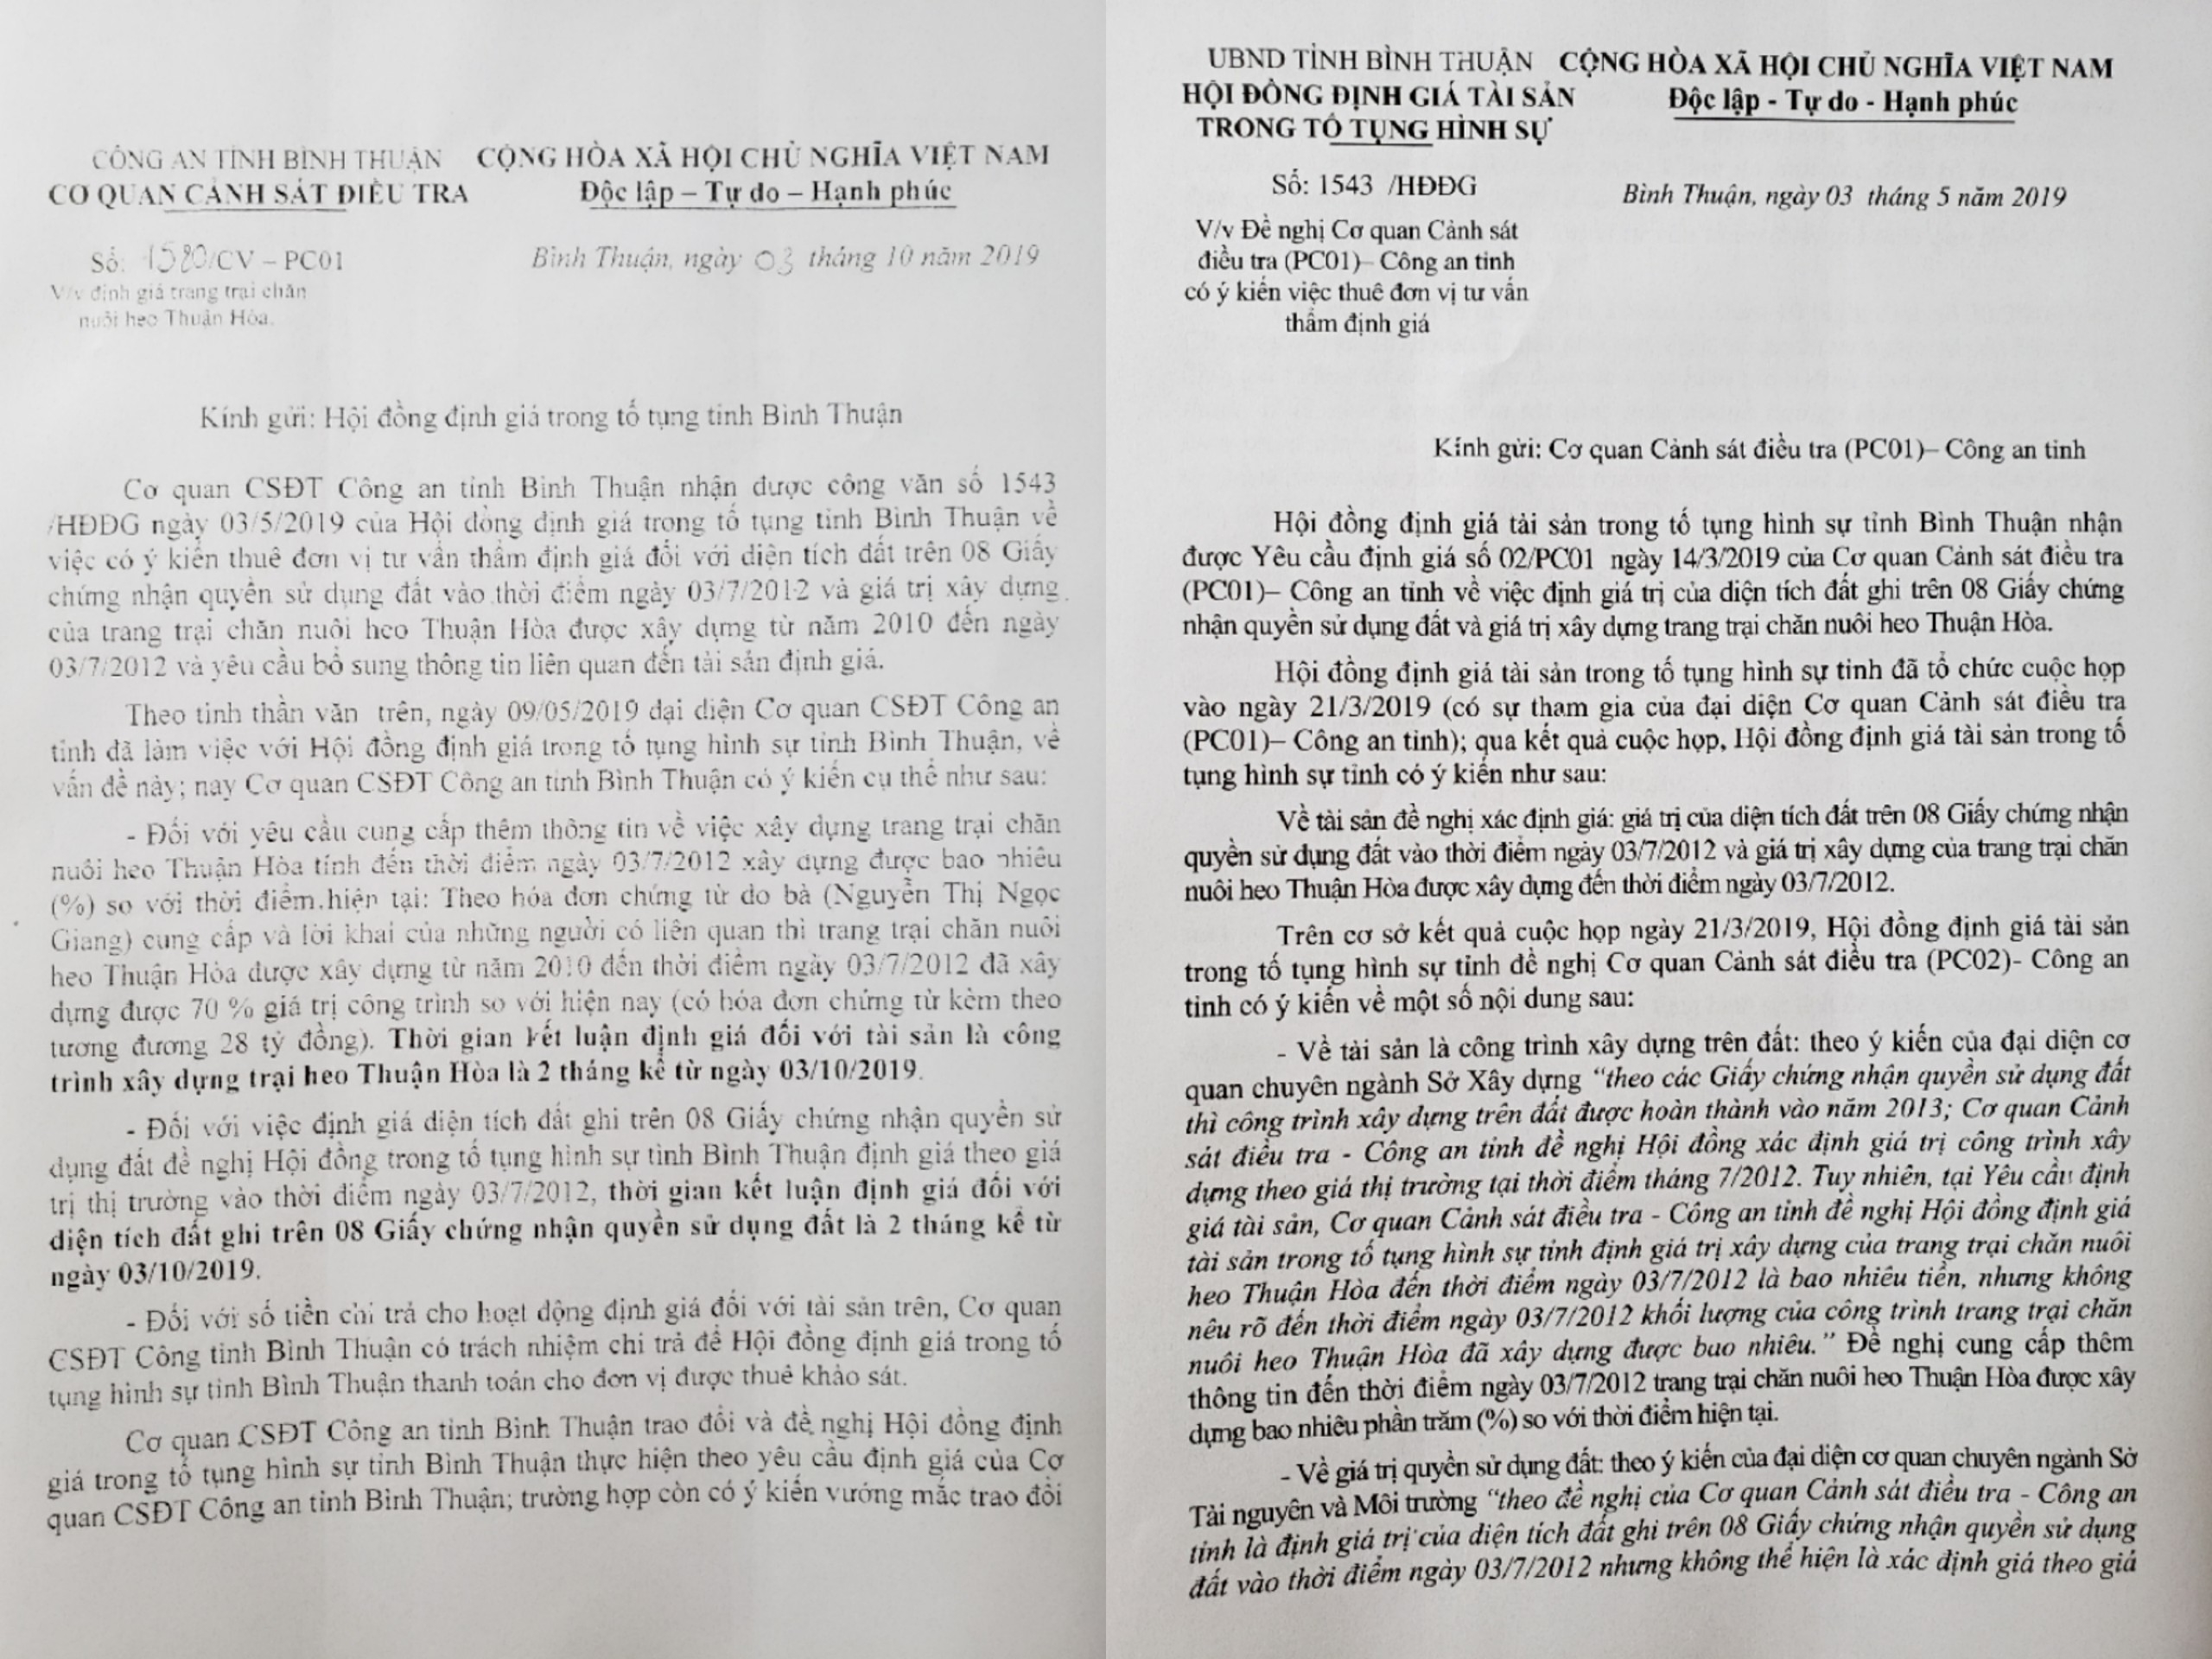 CÔNG AN TỈNH BÌNH THUẬN
CƠ QUAN CẢNH SÁT ĐIỀU TRA
CỘNG HÒA XÃ HỘI CHỦ NGHĨA VIỆT NAM
Độc lập – Tự do – Hạnh phúc
Số: 1580/CV – PC01
V/v định giá trang trại chăn
nuôi heo Thuận Hòa.
Bình Thuận, ngày 03 tháng 10 năm 2019
Kính gửi: Hội đồng định giá trong tố tụng tỉnh Bình Thuận
Cơ quan CSĐT Công an tỉnh Bình Thuận nhận được công văn số 1543
/HĐĐG ngày 03/5/2019 của Hội đồng định giá trong tố tụng tỉnh Bình Thuận về
việc có ý kiến thuê đơn vị tư vấn thẩm định giá đối với diện tích đất trên 08 Giấy
chứng nhận quyền sử dụng đất vào thời điểm ngày 03/7/2012 và giá trị xây dựng
của trang trại chăn nuôi heo Thuận Hòa được xây dựng từ năm 2010 đến ngày
03/7/2012 và yêu cầu bổ sung thông tin liên quan đến tài sản định giá.
Theo tinh thần văn trên, ngày 09/05/2019 đại diện Cơ quan CSĐT Công an
tỉnh đã làm việc với Hội đồng định giá trong tố tụng hình sự tỉnh Bình Thuận, về
vấn đề này; nay Cơ quan CSĐT Công an tỉnh Bình Thuận có ý kiến cụ thể như sau:
- Đối với yêu cầu cung cấp thêm thông tin về việc xây dựng trang trại chăn
nuôi heo Thuận Hòa tính đến thời điểm ngày 03/7/2012 xây dựng được bao nhiêu
(%) so với thời điểm hiện tại: Theo hóa đơn chứng từ do bà (Nguyễn Thị Ngọc
Giang) cung cấp và lời khai của những người có liên quan thì trang trại chăn nuôi
heo Thuận Hòa được xây dựng từ năm 2010 đến thời điểm ngày 03/7/2012 đã xây
dựng được 70 % giá trị công trình so với hiện nay (có hóa đơn chứng từ kèm theo
tương đương 28 tỷ đồng). Thời gian kết luận định giá đối với tài sản là công
trình xây dựng trại heo Thuận Hòa là 2 tháng kể từ ngày 03/10/2019.
- Đối với việc định giá diện tích đất ghi trên 08 Giấy chứng nhận quyền sử
dụng đất đề nghị Hội đồng trong tố tụng hình sự tỉnh Bình Thuận định giá theo giá
trị thị trường vào thời điểm ngày 03/7/2012, thời gian kết luận định giá đối với
diện tích đất ghi trên 08 Giấy chứng nhận quyền sử dụng đất là 2 tháng kể từ
ngày 03/10/2019.
- Đối với số tiền chi trả cho hoạt động định giá đối với tài sản trên, Cơ quan
CSĐT Công tỉnh Bình Thuận có trách nhiệm chi trả để Hội đồng định giá trong tố
tụng hình sự tỉnh Bình Thuận thanh toán cho đơn vị được thuê khảo sát.
Cơ quan CSĐT Công an tỉnh Bình Thuận trao đổi và đề nghị Hội đồng định
giá trong tố tụng hình sự tỉnh Bình Thuận thực hiện theo yêu cầu định giá của Cơ
quan CSĐT Công an tỉnh Bình Thuận; trường hợp còn có ý kiến vướng mắc trao đổi
UBND TỈNH BÌNH THUẬN
HỘI ĐỒNG ĐỊNH GIÁ TÀI SẢN
TRONG TỐ TỤNG HÌNH SỰ
CỘNG HÒA XÃ HỘI CHỦ NGHĨA VIỆT NAM
Độc lập - Tự do - Hạnh phúc
Số: 1543 /HĐĐG
Bình Thuận, ngày 03 tháng 5 năm 2019
V/v Đề nghị Cơ quan Cảnh sát
điều tra (PC01)– Công an tỉnh
có ý kiến việc thuê đơn vị tư vấn
thẩm định giá
Kính gửi: Cơ quan Cảnh sát điều tra (PC01)– Công an tỉnh
Hội đồng định giá tài sản trong tố tụng hình sự tỉnh Bình Thuận nhận
được Yêu cầu định giá số 02/PC01 ngày 14/3/2019 của Cơ quan Cảnh sát điều tra
(PC01)– Công an tỉnh về việc định giá trị của diện tích đất ghi trên 08 Giấy chứng
nhận quyền sử dụng đất và giá trị xây dựng trang trại chăn nuôi heo Thuận Hòa.
Hội đồng định giá tài sản trong tố tụng hình sự tỉnh đã tổ chức cuộc họp
vào ngày 21/3/2019 (có sự tham gia của đại diện Cơ quan Cảnh sát điều tra
(PC01)– Công an tỉnh); qua kết quả cuộc họp, Hội đồng định giá tài sản trong tố
tụng hình sự tỉnh có ý kiến như sau:
Về tài sản đề nghị xác định giá: giá trị của diện tích đất trên 08 Giấy chứng nhận
quyền sử dụng đất vào thời điểm ngày 03/7/2012 và giá trị xây dựng của trang trại chăn
nuôi heo Thuận Hòa được xây dựng đến thời điểm ngày 03/7/2012.
Trên cơ sở kết quả cuộc họp ngày 21/3/2019, Hội đồng định giá tài sản
trong tố tụng hình sự tỉnh đề nghị Cơ quan Cảnh sát điều tra (PC02)- Công an
tỉnh có ý kiến về một số nội dung sau:
- Về tài sản là công trình xây dựng trên đất: theo ý kiến của đại diện cơ
quan chuyên ngành Sở Xây dựng “theo các Giấy chứng nhận quyền sử dụng đất
thì công trình xây dựng trên đất được hoàn thành vào năm 2013; Cơ quan Cảnh
sát điều tra - Công an tỉnh đề nghị Hội đồng xác định giá trị công trình xây
dựng theo giá thị trường tại thời điểm tháng 7/2012. Tuy nhiên, tại Yêu cầu định
giá tài sản, Cơ quan Cảnh sát điều tra - Công an tỉnh đề nghị Hội đồng định giá
tài sản trong tố tụng hình sự tỉnh định giá trị xây dựng của trang trại chăn nuôi
heo Thuận Hòa đến thời điểm ngày 03/7/2012 là bao nhiêu tiền, nhưng không
nêu rõ đến thời điểm ngày 03/7/2012 khối lượng của công trình trang trại chăn
nuôi heo Thuận Hòa đã xây dựng được bao nhiêu.” Đề nghị cung cấp thêm
thông tin đến thời điểm ngày 03/7/2012 trang trại chăn nuôi heo Thuận Hòa được xây
dựng bao nhiêu phần trăm (%) so với thời điểm hiện tại.
- Về giá trị quyền sử dụng đất: theo ý kiến của đại diện cơ quan chuyên ngành Sở
Tài nguyên và Môi trường “theo đề nghị của Cơ quan Cảnh sát điều tra - Công an
tỉnh là định giá trị của diện tích đất ghi trên 08 Giấy chứng nhận quyền sử dụng
đất vào thời điểm ngày 03/7/2012 nhưng không thể hiện là xác định giá theo giá